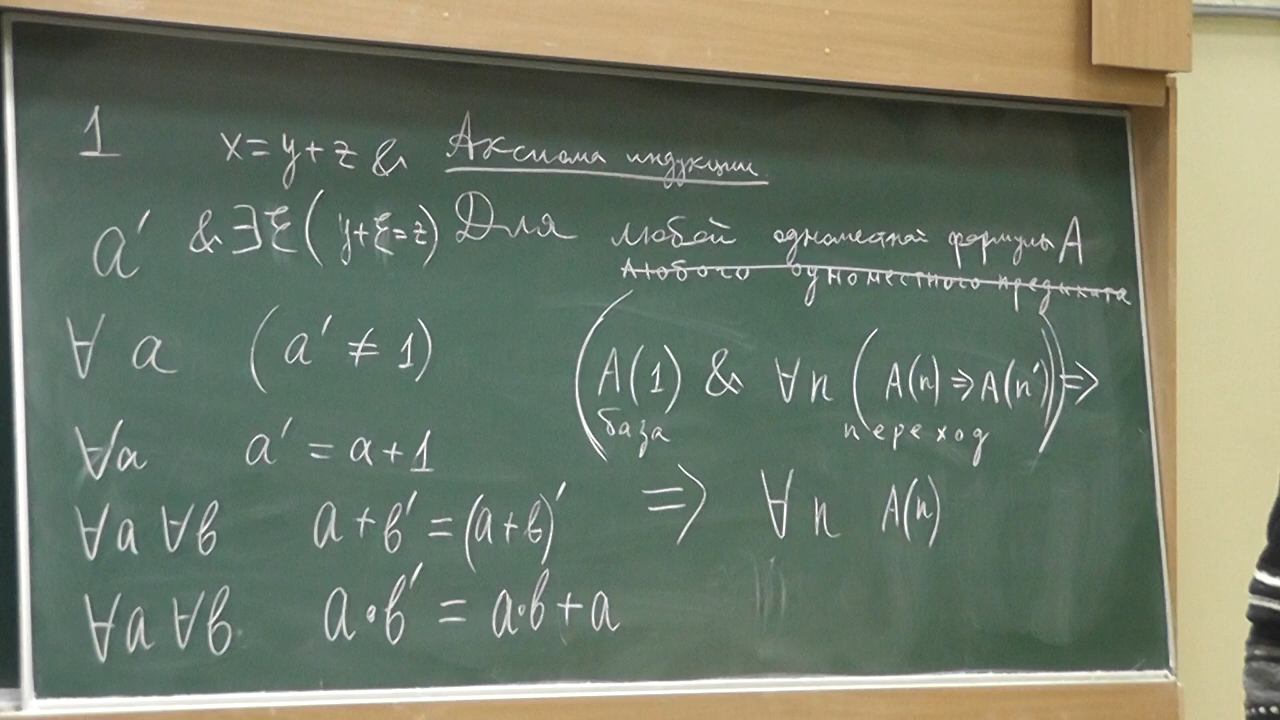 1
x = y + z &
& ∃ξ( y+ξ=z)
a′
∀ a (a′ ≠ 1)
∀a a′ = a+1
∀a ∀b a+b′ = (a+b)′
∀a ∀b a•b′ = a•b+a
Аксиома индукции
Для любой одноместной формулы A
любого одноместного предиката
(A(1) & ∀n (A(n) ⇒ A(n′))) ⇒
база переход
⇒ ∀n A(n)